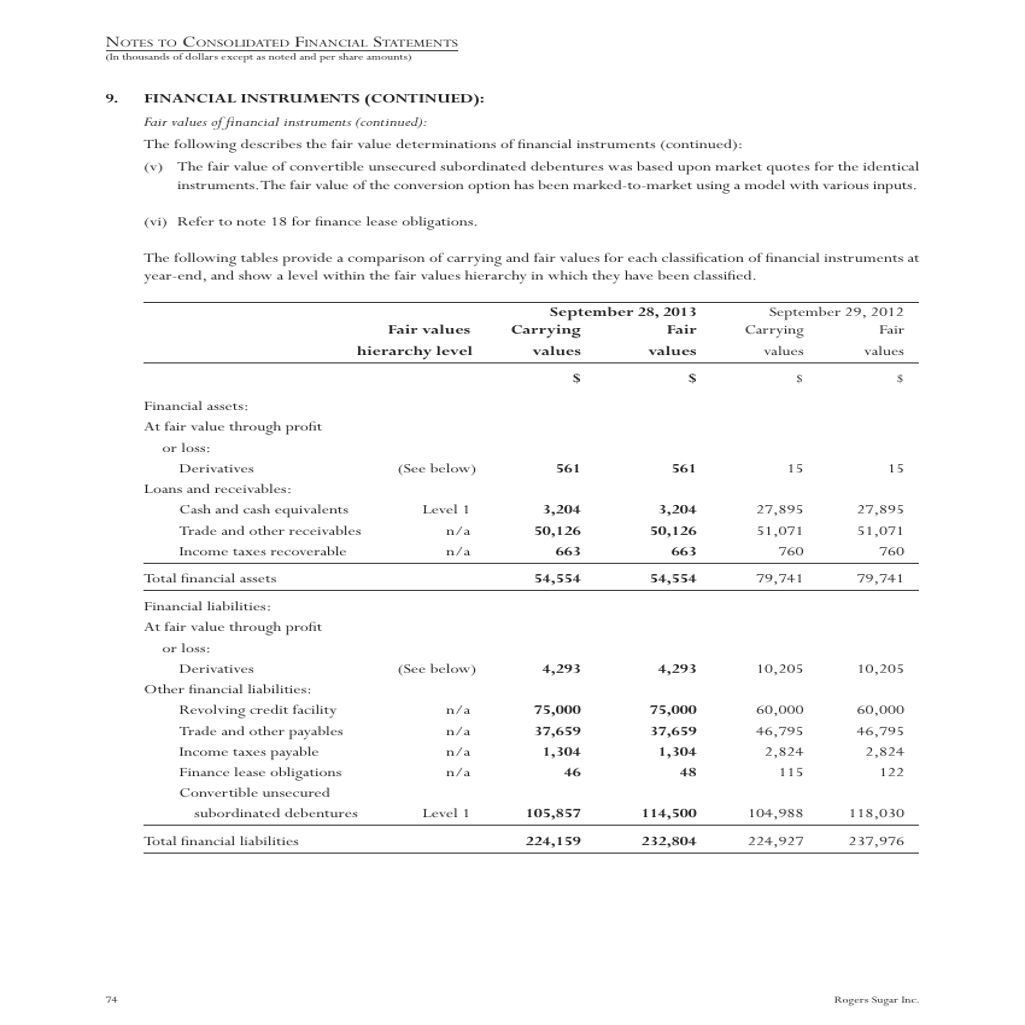 NOTES TO CONSOLIDATED FINANCIAL STATEMENTS
(In thousands of dollars except as noted and per share amounts)
9. FINANCIAL INSTRUMENTS (CONTINUED):
Fair values of financial instruments (continued):
The following describes the fair value determinations of financial instruments (continued):
(v) The fair value of convertible unsecured subordinated debentures was based upon market quotes for the identical
instruments. The fair value of the conversion option has been marked-to-market using a model with various inputs.
(vi) Refer to note 18 for finance lease obligations.
The following tables provide a comparison of carrying and fair values for each classification of financial instruments at
year-end, and show a level within the fair values hierarchy in which they have been classified.
September 28, 2013 September 29, 2012
Fair values Carrying Fair Carrying Fair
hierarchy level values values values values
$ $ $ $
Financial assets:
At fair value through profit
or loss:
Derivatives (See below) 561 561 15 15
Loans and receivables:
Cash and cash equivalents Level 1 3,204 3,204 27,895 27,895
Trade and other receivables n/a 50,126 50,126 51,071 51,071
Income taxes recoverable n/a 663 663 760 760
Total financial assets 54,554 54,554 79,741 79,741
Financial liabilities:
At fair value through profit
or loss:
Derivatives (See below) 4,293 4,293 10,205 10,205
Other financial liabilities:
Revolving credit facility n/a 75,000 75,000 60,000 60,000
Trade and other payables n/a 37,659 37,659 46,795 46,795
Income taxes payable n/a 1,304 1,304 2,824 2,824
Finance lease obligations n/a 46 48 115 122
Convertible unsecured
subordinated debentures Level 1 105,857 114,500 104,988 118,030
Total financial liabilities 224,159 232,804 224,927 237,976
74 Rogers Sugar Inc.